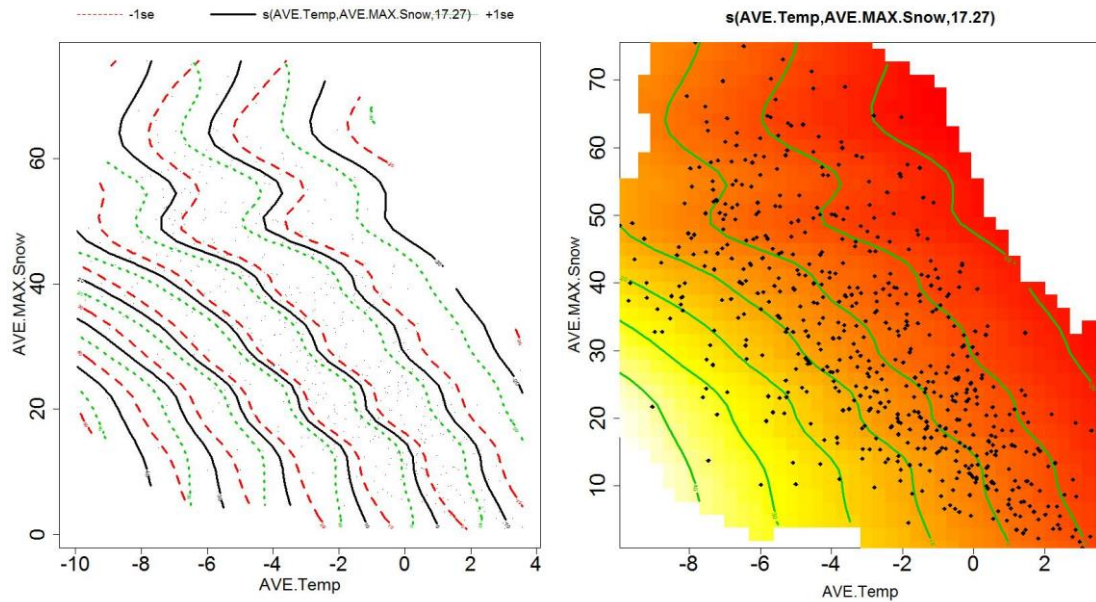 -1se s(AVE.Temp,AVE.MAX.Snow,17.27) +1se
AVE.MAX.Snow
60
40
20
0
-10 -8 -6 -4 -2 0 2 4
AVE.Temp
s(AVE.Temp,AVE.MAX.Snow,17.27)
AVE.MAX.Snow
70
60
50
40
30
20
10
-8 -6 -4 -2 0 2
AVE.Temp